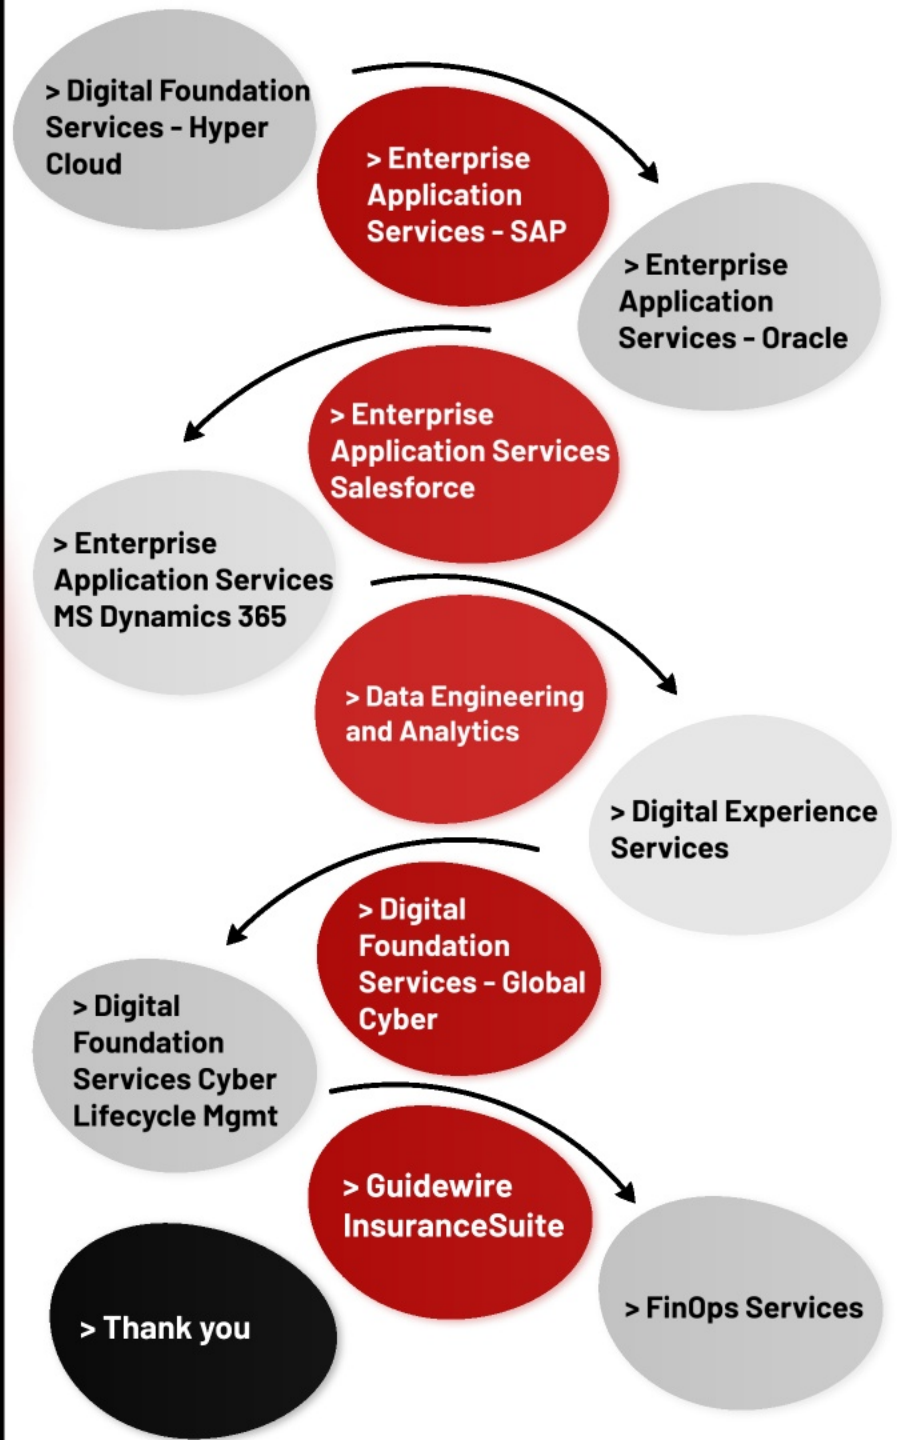 > Digital Foundation
Services - Hyper
Cloud
> Enterprise
Application
Services - SAP
> Enterprise
Application
Services - Oracle
> Enterprise
Application Services
Salesforce
> Enterprise
Application Services
MS Dynamics 365
> Data Engineering
and Analytics
> Digital Experience
Services
> Digital
Foundation
Services - Global
Cyber
> Digital
Foundation
Services Cyber
Lifecycle Mgmt
> Guidewire
InsuranceSuite
> FinOps Services
> Thank you